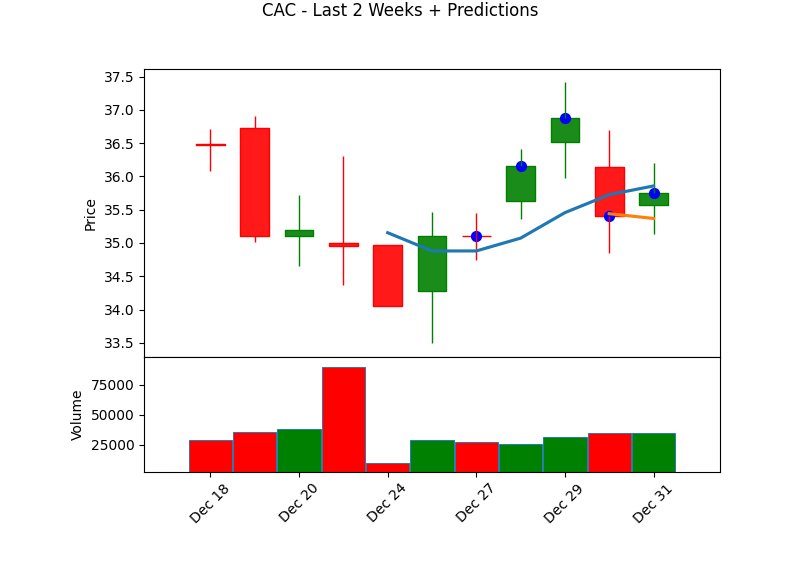 CAC - Last 2 Weeks + Predictions
37.5
37.0
36.5
36.0
35.5
35.0
34.5
34.0
33.5
Price
75000
50000
25000
Volume
Dec 18
Dec 20
Dec 24
Dec 27
Dec 29
Dec 31